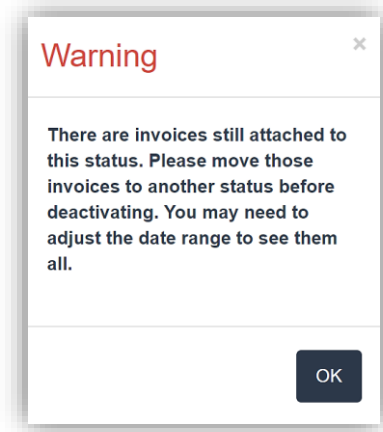 Warning
×
There are invoices still attached to
this status. Please move those
invoices to another status before
deactivating. You may need to
adjust the date range to see them
all.
OK